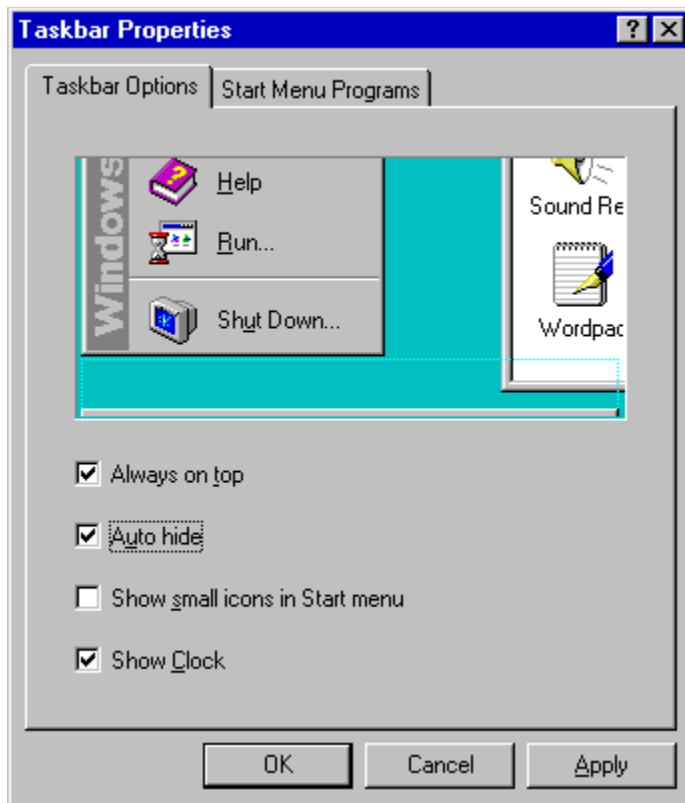 Taskbar Properties
Taskbar Options
Start Menu Programs
Windows
Help
Run...
Shut Down...
Sound Re
Wordpad
Always on top
Auto hide
Show small icons in Start menu
Show Clock
OK
Cancel
Apply